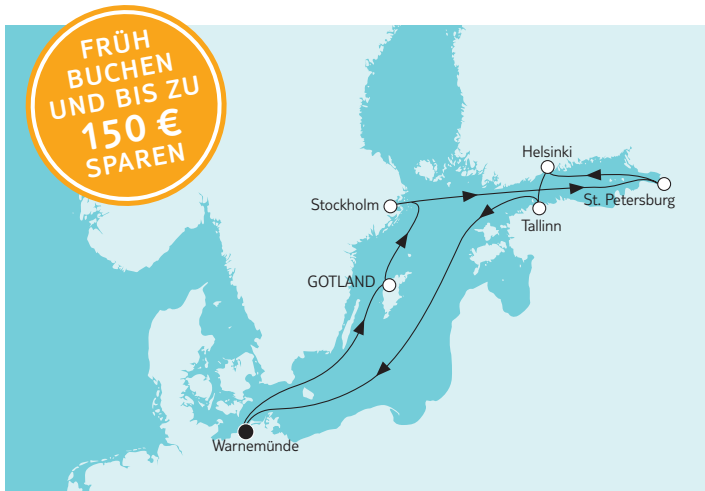 FRÜH
BUCHEN
UND BIS ZU
150 €
SPAREN
Helsinki
Stockholm
St. Petersburg
Tallinn
GOTLAND
Warnemünde